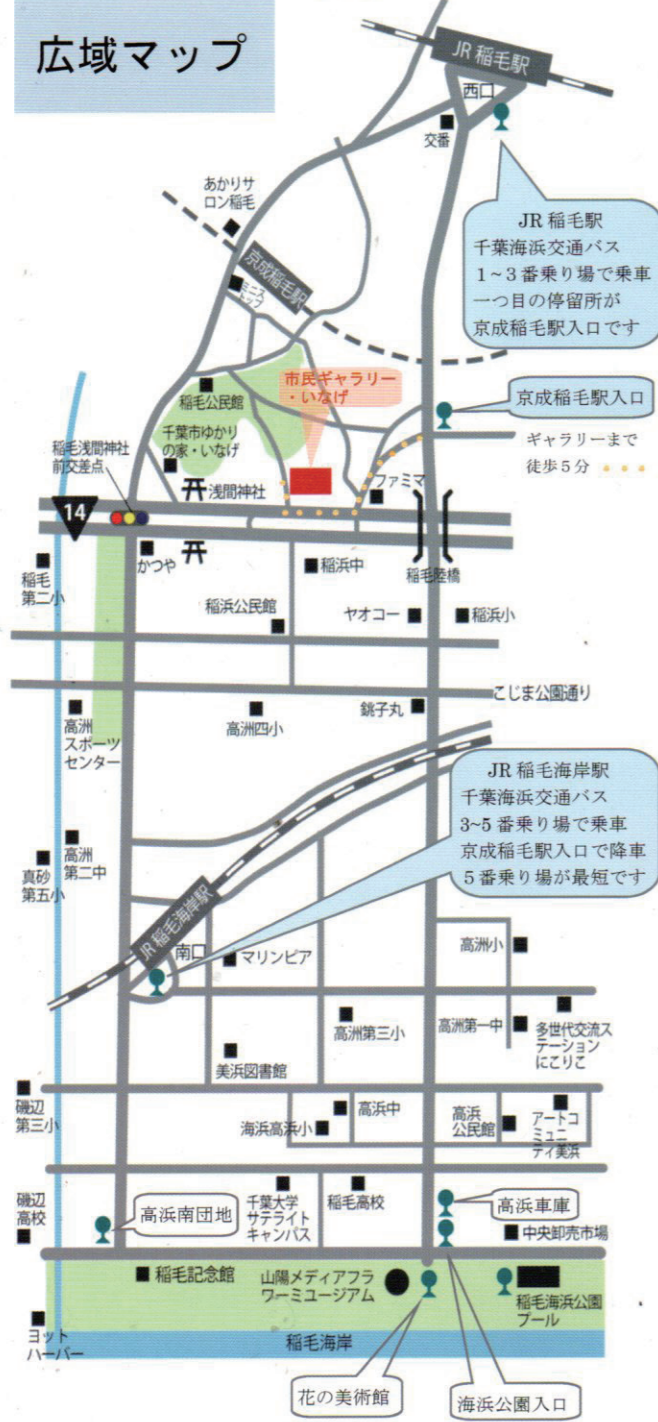 広域マップ
JR 稲毛駅
西口
交番
あかりサ
ロン稲毛
JR 稲毛駅
千葉海浜交通バス
1~3 番乗り場で乗車
一つ目の停留所が
京成稲毛駅入口です
京成稲毛駅
ミニス
トップ
市民ギャラリー
・いなげ
京成稲毛駅入口
稲毛公民館
千葉市ゆかり
の家・いなげ
稲毛浅間神社
前交差点
ギャラリーまで
徒歩 5 分
ファミマ
浅間神社
14
かつや
稲浜中
稲毛陸橋
稲毛
第二小
稲浜公民館
ヤオコー
稲浜小
こじま公園通り
高洲
スポーツ
センター
高洲四小
銚子丸
JR 稲毛海岸駅
千葉海浜交通バス
3~5 番乗り場で乗車
京成稲毛駅入口で降車
5 番乗り場が最短です
高洲
第二中
真砂
第五小
JR 稲毛海岸駅
南口
マリンピア
高洲小
高洲第三小
高洲第一中
多世代交流ス
テーション
にこりこ
美浜図書館
磯辺
第三小
高浜中
海浜高浜小
高浜
公民館
アートコ
ミュニ
ティ美浜
磯辺
高校
高浜南団地
千葉大学
サテライト
キャンパス
稲毛高校
高浜車庫
中央卸売市場
稲毛記念館
山陽メディアフラ
ワーミュージアム
稲毛海浜公園
プール
ヨット
ハーバー
稲毛海岸
花の美術館
海浜公園入口